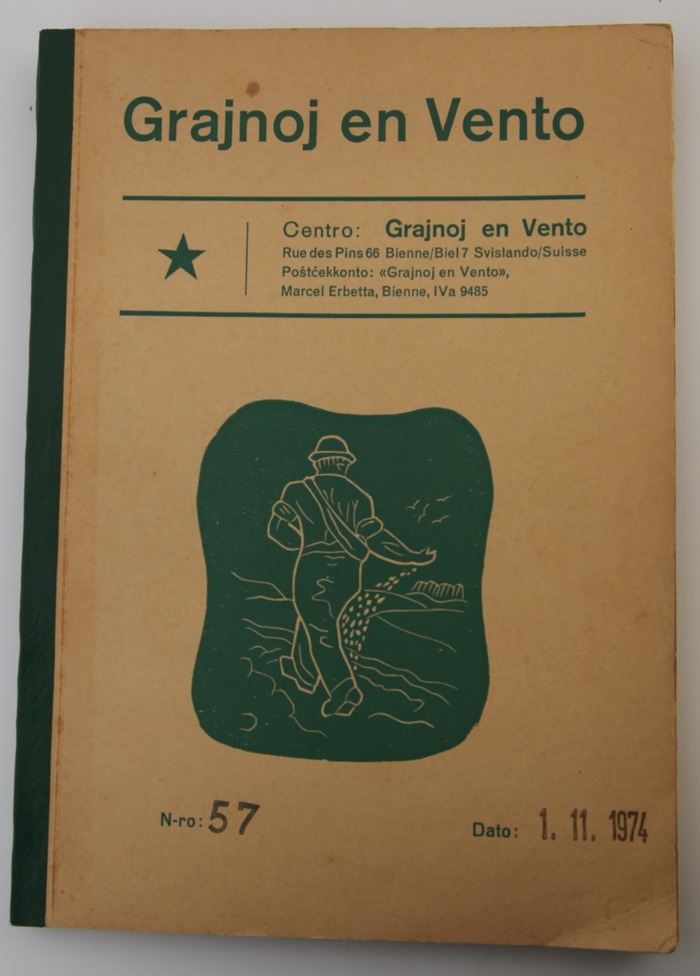 Grajnoj en Vento
Centro: Grajnoj en Vento
Rue des Pins 66 Bienne/Biel 7 Svislando/Suisse
Poŝtĉekkonto: «Grajnoj en Vento»,
Marcel Erbetta, Bienne, IVa 9485
N-ro: 57
Dato: 1. 11. 1974